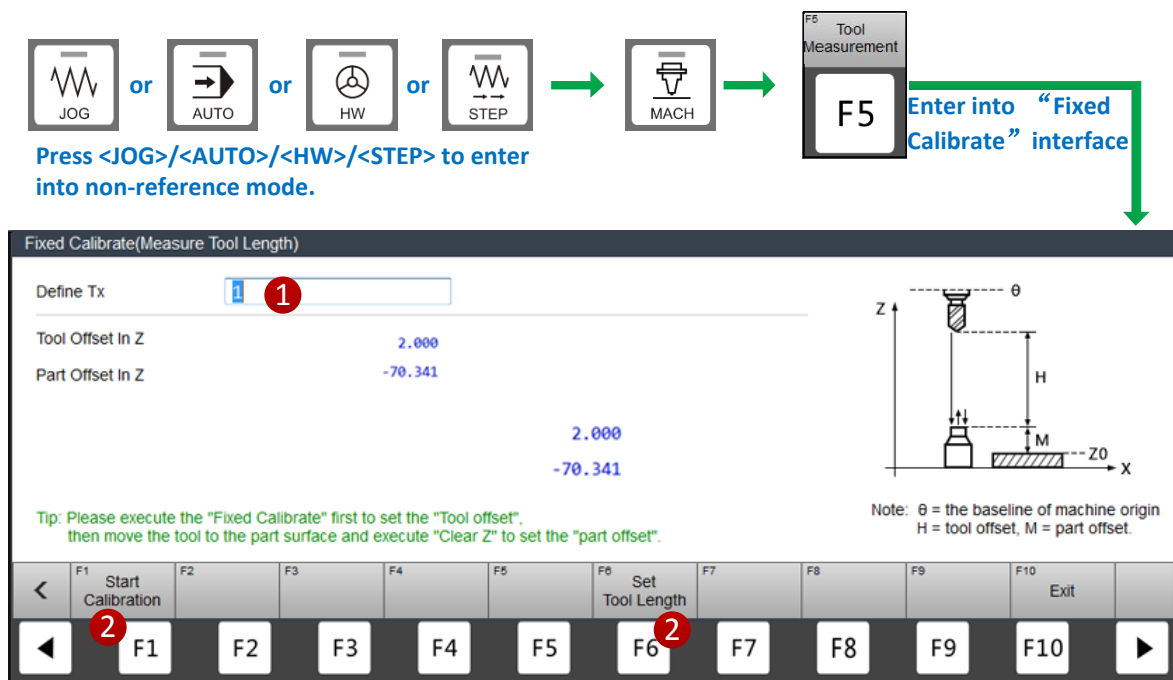 F5
Tool
Measurement
JOG
or
AUTO
or
HW
or
STEP
MACH
F5
Enter into “Fixed
Calibrate” interface
Press <JOG>/<AUTO>/<HW>/<STEP> to enter
into non-reference mode.
Fixed Calibrate(Measure Tool Length)
Define Tx
1
1
Tool Offset In Z
2.000
Part Offset In Z
-70.341
2.000
-70.341
Z
θ
H
M
Z0
X
Tip: Please execute the "Fixed Calibrate" first to set the "Tool offset",
then move the tool to the part surface and execute "Clear Z" to set the "part offset".
Note: θ = the baseline of machine origin
H = tool offset, M = part offset.
<
F1
Start
Calibration
F2
F3
F4
F5
F6
Set
Tool Length
F7
F8
F9
F10
Exit
2
F1
F2
F3
F4
F5
F6
2
F7
F8
F9
F10